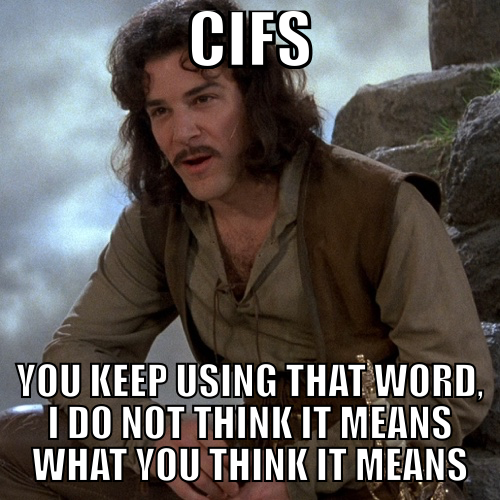 CIFS
YOU KEEP USING THAT WORD,
I DO NOT THINK IT MEANS
WHAT YOU THINK IT MEANS